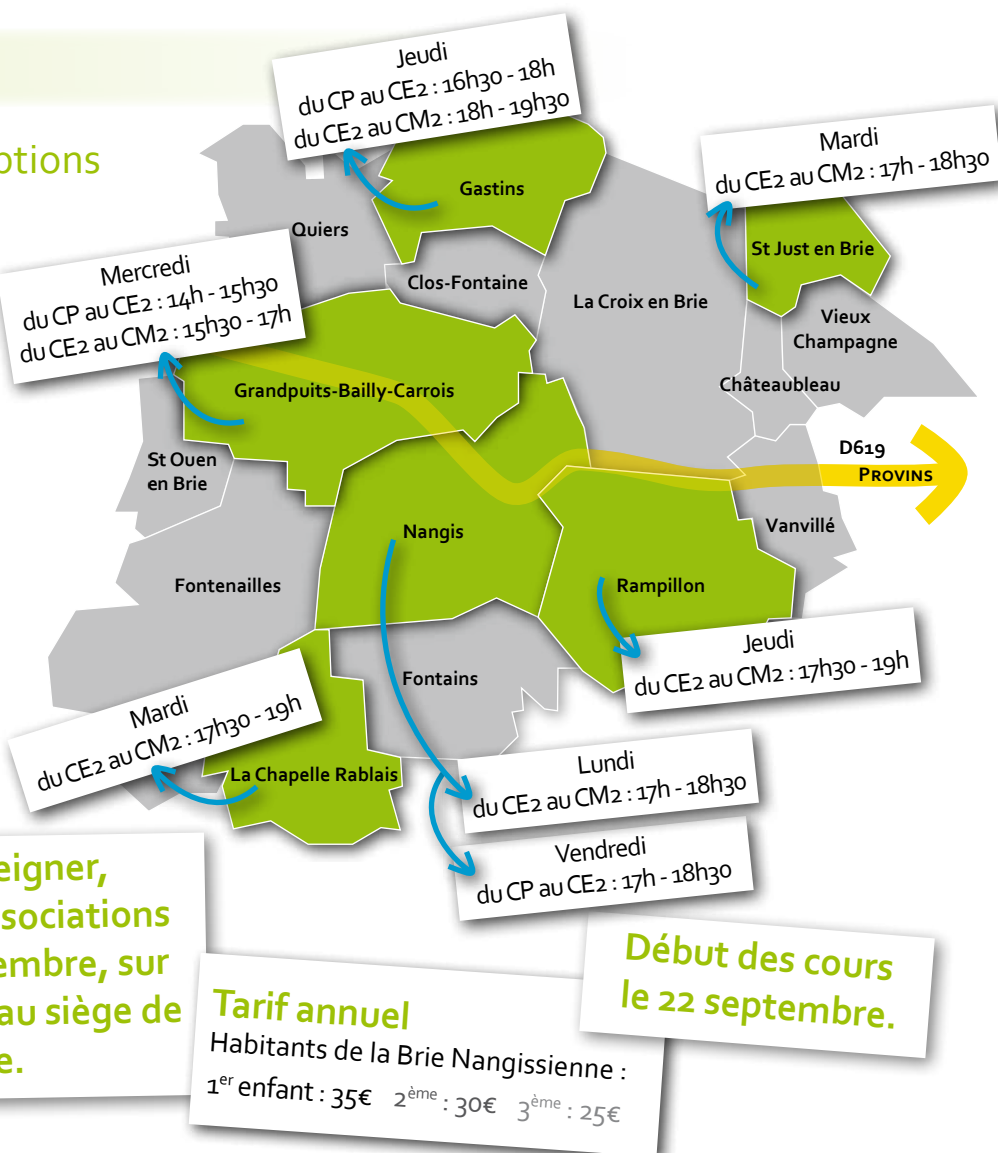 Jeudi
du CP au CE2 : 16h30 - 18h
du CE2 au CM2 : 18h - 19h30
Mardi
du CE2 au CM2 : 17h - 18h30
Gastins
Quiers
St Just en Brie
Mercredi
du CP au CE2 : 14h - 15h30
du CE2 au CM2 : 15h30 - 17h
Clos-Fontaine
La Croix en Brie
Vieux
Champagne
Châteaubleau
Grandpuits-Bailly-Carrois
D619
PROVINS
St Ouen
en Brie
Vanvillé
Nangis
Fontenailles
Rampillon
Jeudi
du CE2 au CM2 : 17h30 - 19h
Fontains
Mardi
du CE2 au CM2 : 17h30 - 19h
La Chapelle Rablais
Lundi
du CE2 au CM2 : 17h - 18h30
Vendredi
du CP au CE2 : 17h - 18h30
Début des cours
le 22 septembre.
Tarif annuel
Habitants de la Brie Nangissienne :
1er enfant : 35€ 2ème : 30€ 3ème : 25€
sur
au siège de